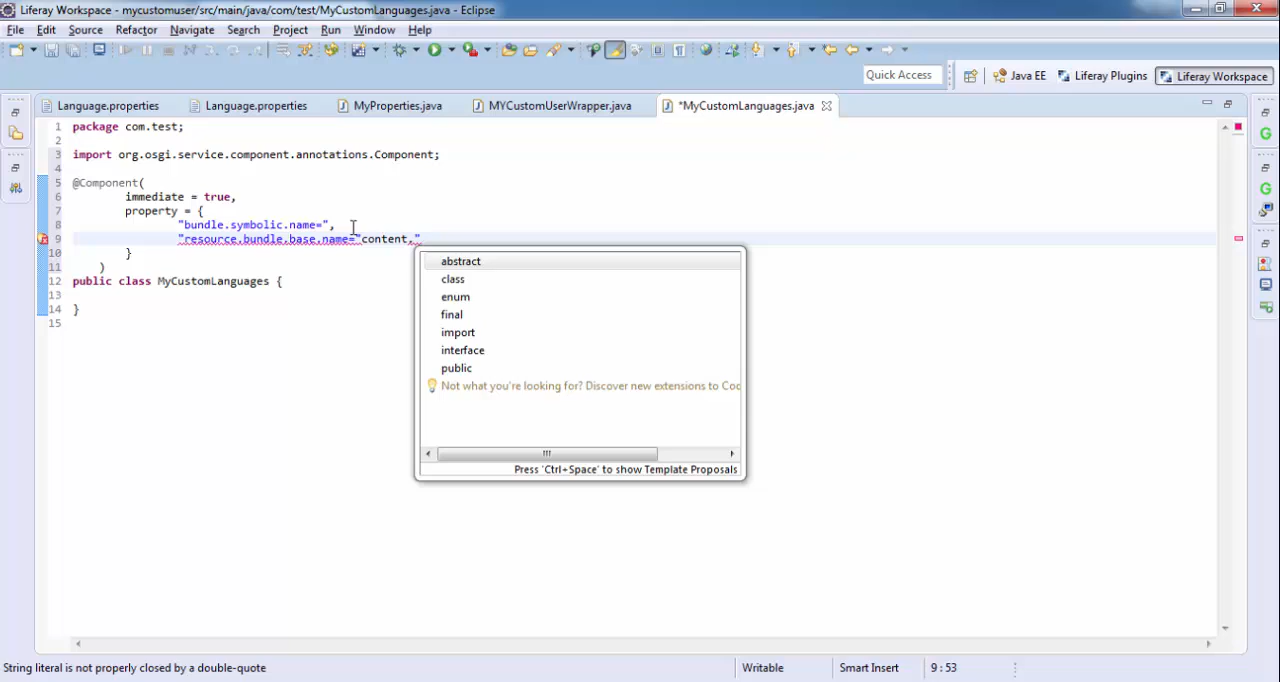 Liferay Workspace - mycustomuser/src/main/java/com/test/MyCustomLanguages.java - Eclipse
File Edit Source Refactor Navigate Search Project Run Window Help
Quick Access Java EE Liferay Plugins Liferay Workspace
Language.properties Language.properties MyProperties.java MYCustomUserWrapper.java *MyCustomLanguages.java
1 package com.test;
2
3 import org.osgi.service.component.annotations.Component;
4
5 @Component(
6 immediate = true,
7 property = {
8 "bundle.symbolic.name=",
9 "resource.bundle.base.name="content."
10 }
11 )
12 public class MyCustomLanguages {
13
14 }
15
abstract
class
enum
final
import
interface
public
Not what you're looking for? Discover new extensions to Coc
Press 'Ctrl+Space' to show Template Proposals
String literal is not properly closed by a double-quote Writable Smart Insert 9 : 53